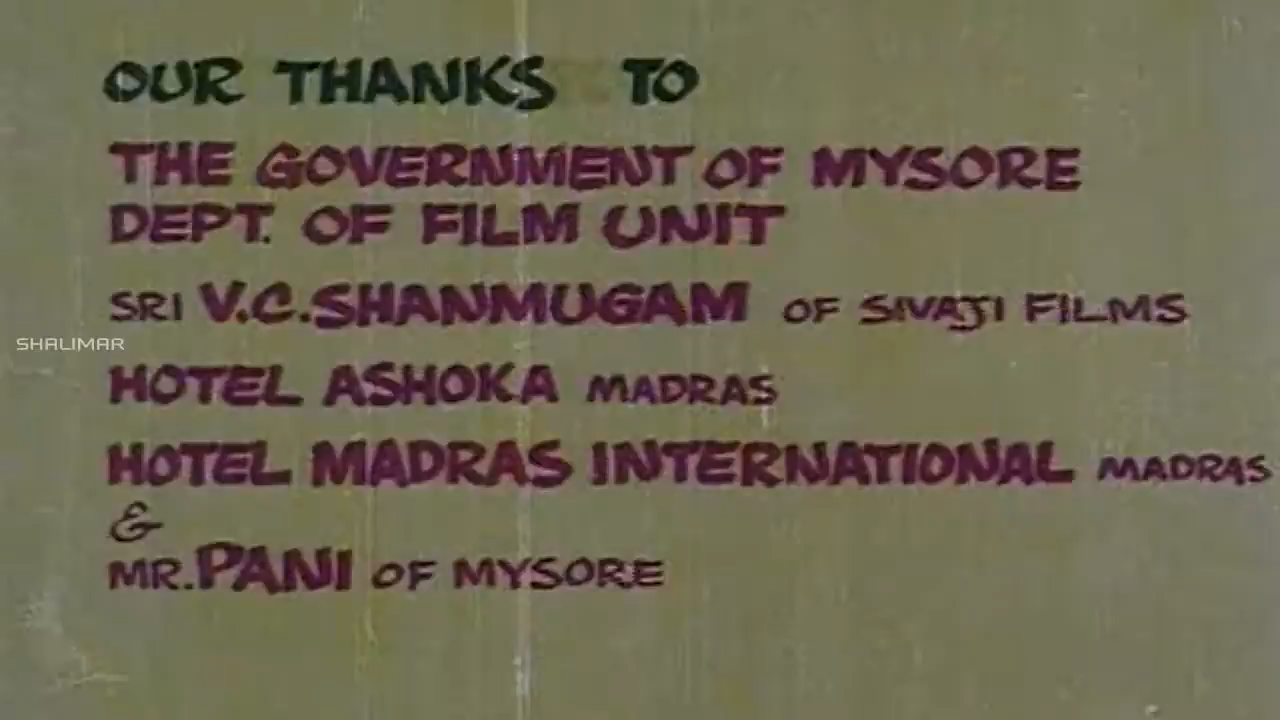 OUR THANKS TO
THE GOVERNMENT OF MYSORE
DEPT. OF FILM UNIT
SRI V.C.SHANMUGAM OF SIVAJI FILMS
SHALIMAR
HOTEL ASHOKA MADRAS
HOTEL MADRAS INTERNATIONAL MADRAS
&
MR.PANI OF MYSORE